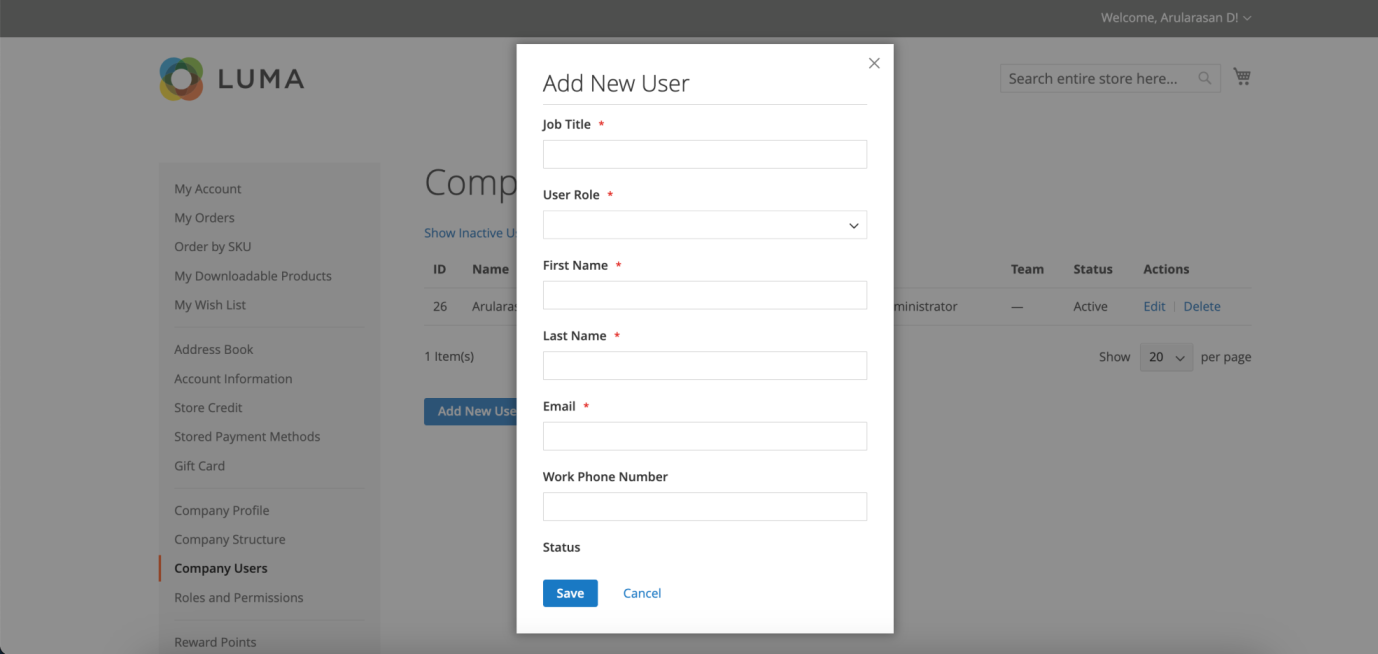 Welcome, Arularasan D!
LUMA
Search entire store here...
My Account
My Orders
Order by SKU
My Downloadable Products
My Wish List
Address Book
Account Information
Store Credit
Stored Payment Methods
Gift Card
Company Profile
Company Structure
Company Users
Roles and Permissions
Reward Points
Comp
Show Inactive U
ID Name Team Status Actions
26 Arularas ministrator — Active Edit | Delete
1 Item(s) Show 20 per page
Add New Use
Add New User
Job Title *
User Role *
First Name *
Last Name *
Email *
Work Phone Number
Status
Save Cancel